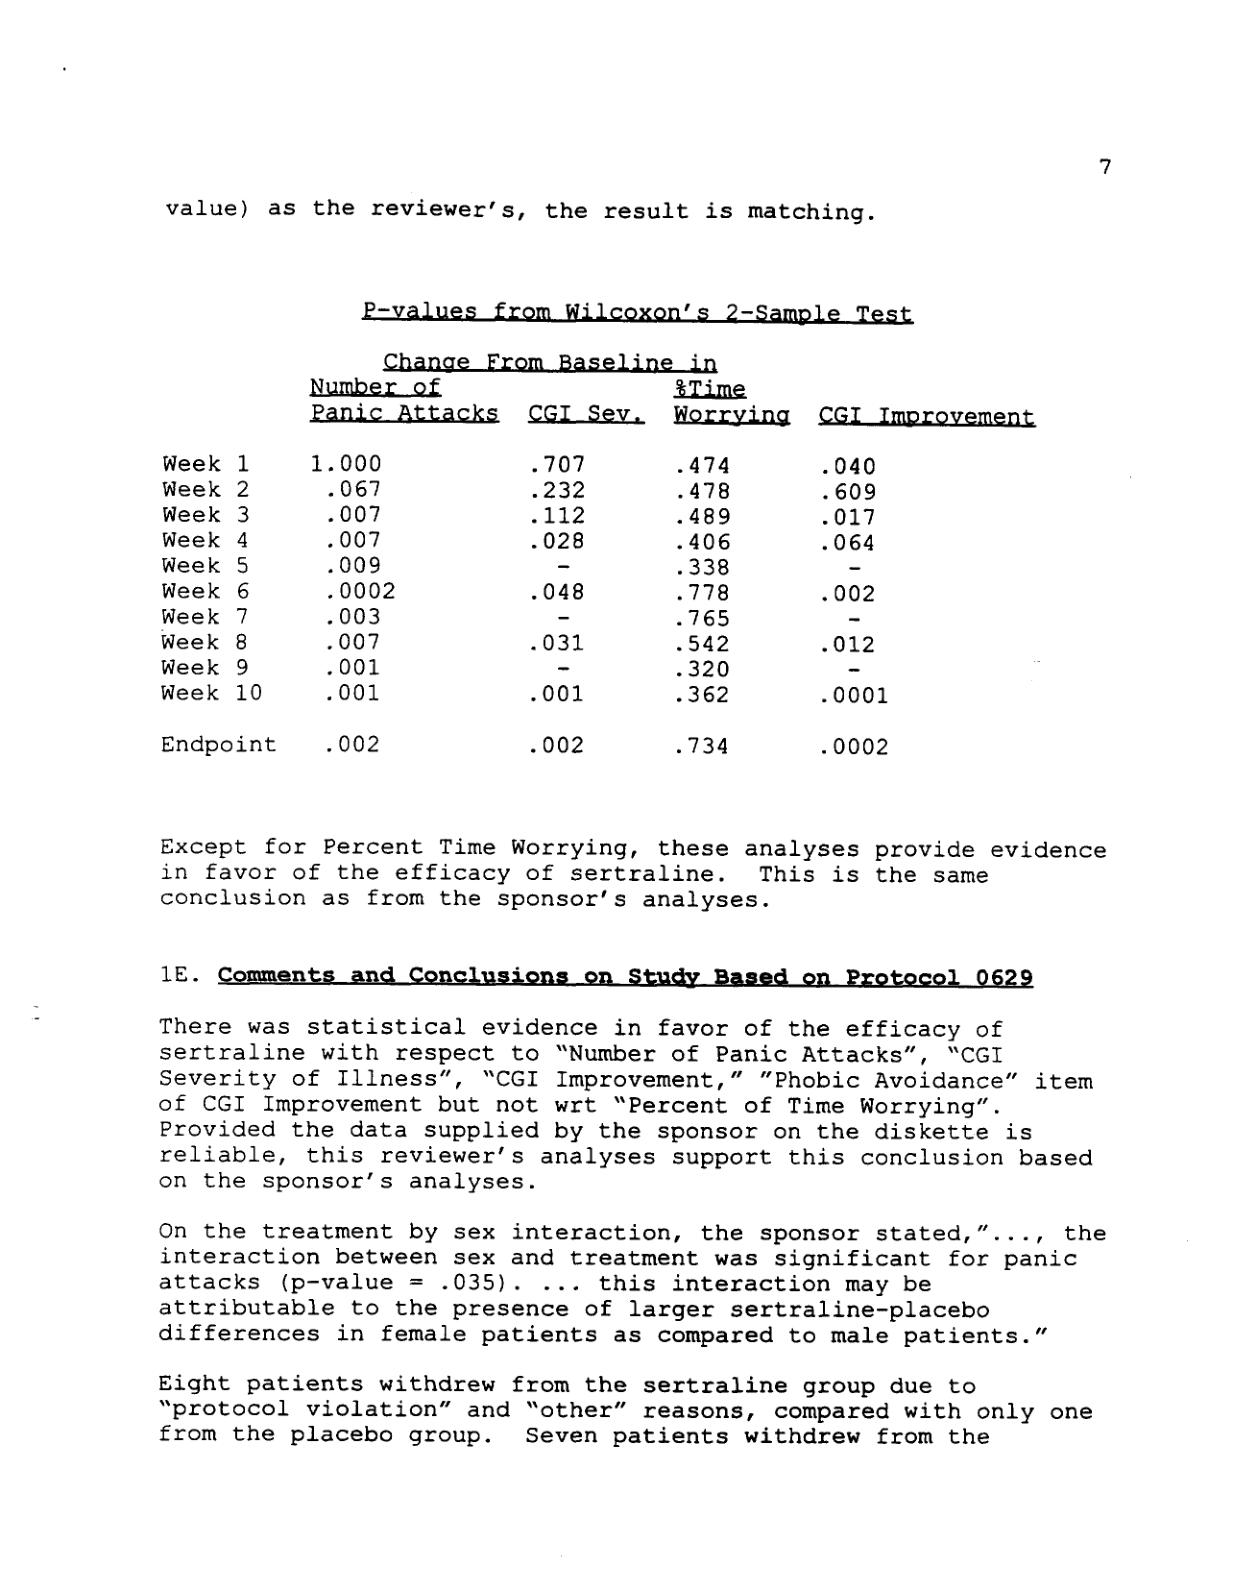 7
value) as the reviewer's, the result is matching.
P-values from Wilcoxon's 2-Sample Test
Change From Baseline in
Number of %Time
Panic Attacks CGI Sev. Worrying CGI Improvement
Week 1 1.000 .707 .474 .040
Week 2 .067 .232 .478 .609
Week 3 .007 .112 .489 .017
Week 4 .007 .028 .406 .064
Week 5 .009 – .338 –
Week 6 .0002 .048 .778 .002
Week 7 .003 – .765 –
Week 8 .007 .031 .542 .012
Week 9 .001 – .320 –
Week 10 .001 .001 .362 .0001
Endpoint .002 .002 .734 .0002
Except for Percent Time Worrying, these analyses provide evidence
in favor of the efficacy of sertraline. This is the same
conclusion as from the sponsor's analyses.
1E. Comments and Conclusions on Study Based on Protocol 0629
There was statistical evidence in favor of the efficacy of
sertraline with respect to "Number of Panic Attacks", "CGI
Severity of Illness", "CGI Improvement," "Phobic Avoidance" item
of CGI Improvement but not wrt "Percent of Time Worrying".
Provided the data supplied by the sponsor on the diskette is
reliable, this reviewer's analyses support this conclusion based
on the sponsor's analyses.
On the treatment by sex interaction, the sponsor stated,"..., the
interaction between sex and treatment was significant for panic
attacks (p-value = .035). ... this interaction may be
attributable to the presence of larger sertraline-placebo
differences in female patients as compared to male patients."
Eight patients withdrew from the sertraline group due to
"protocol violation" and "other" reasons, compared with only one
from the placebo group. Seven patients withdrew from the